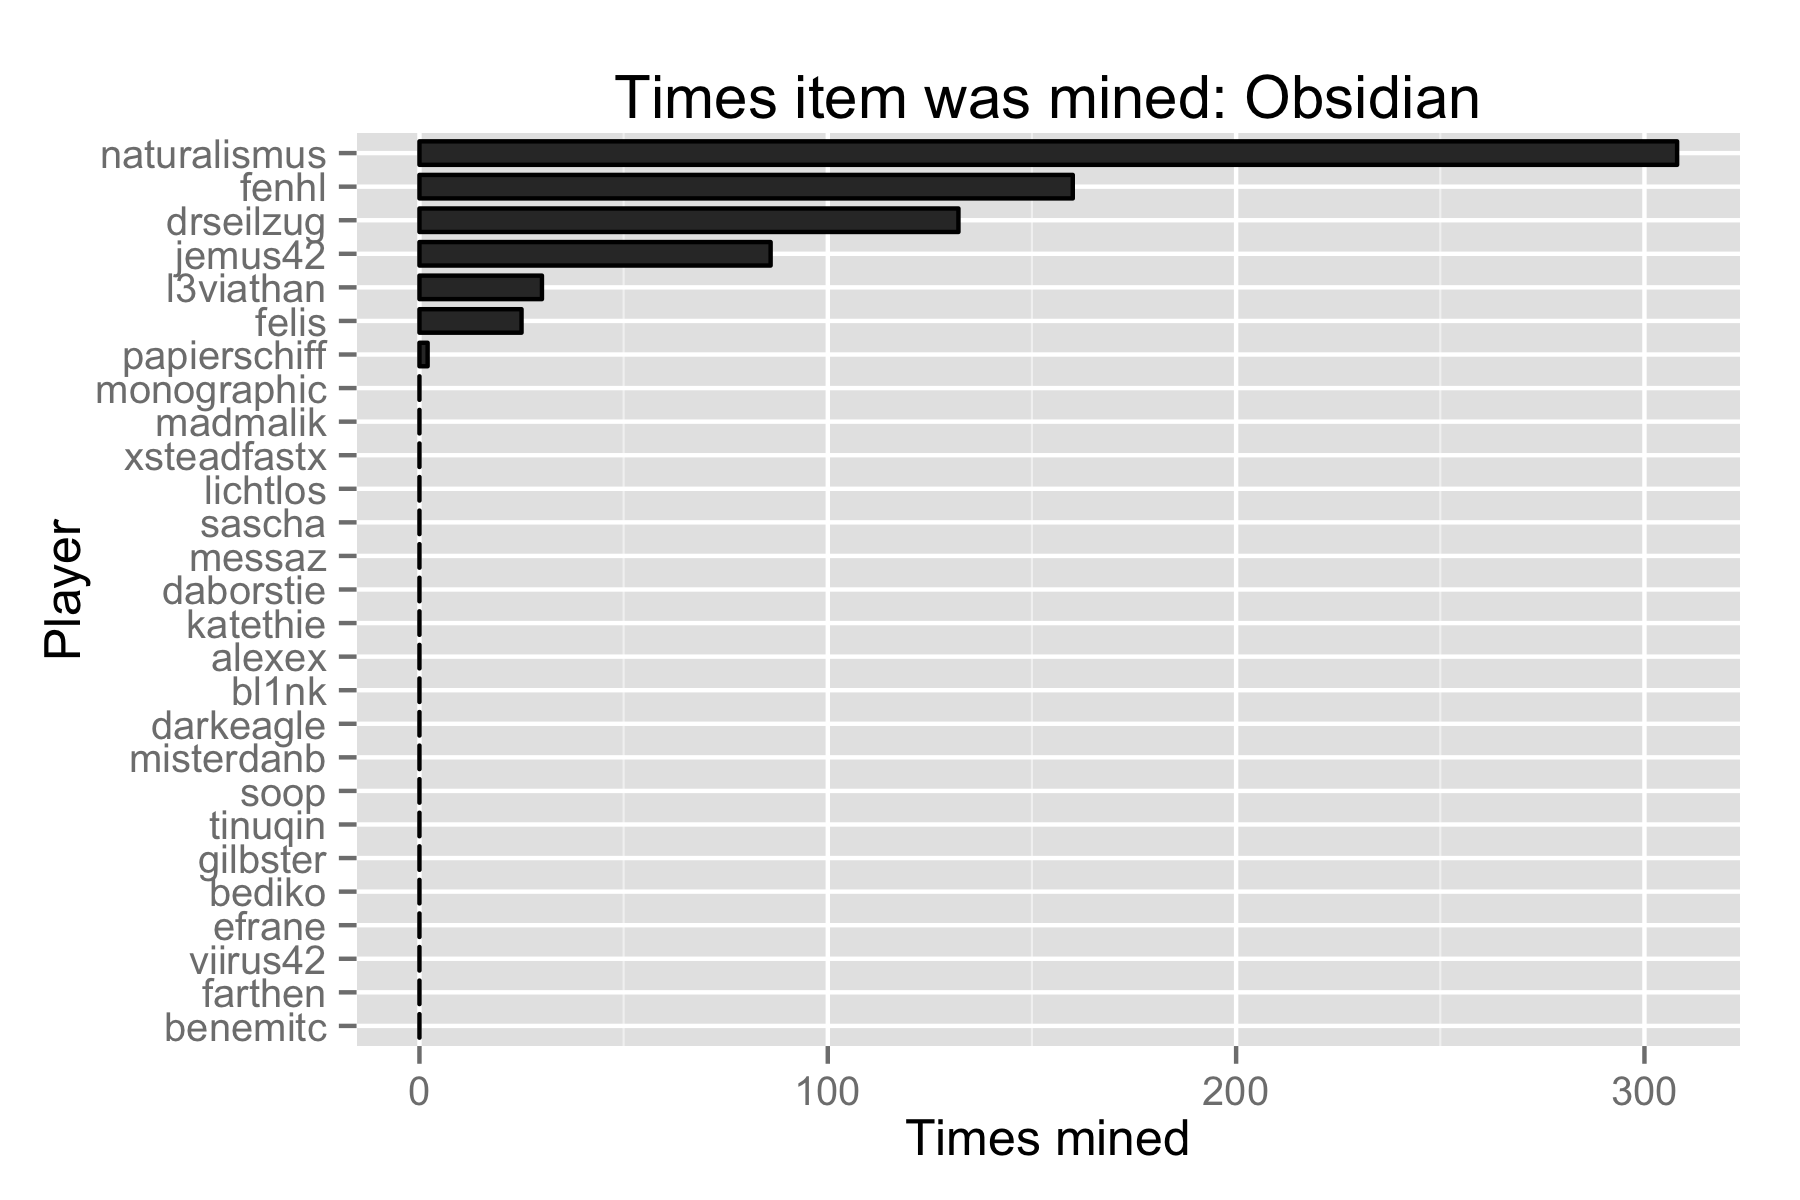 Times item was mined: Obsidian
naturalismus
fenhl
drseilzug
jemus42
l3viathan
felis
papierschiff
monographic
madmalik
xsteadfastx
lichtlos
sascha
messaz
daborstie
katethie
alexex
bl1nk
darkeagle
misterdanb
soop
tinuqin
gilbster
bediko
efrane
viirus42
farthen
benemitc
Player
0 100 200 300
Times mined